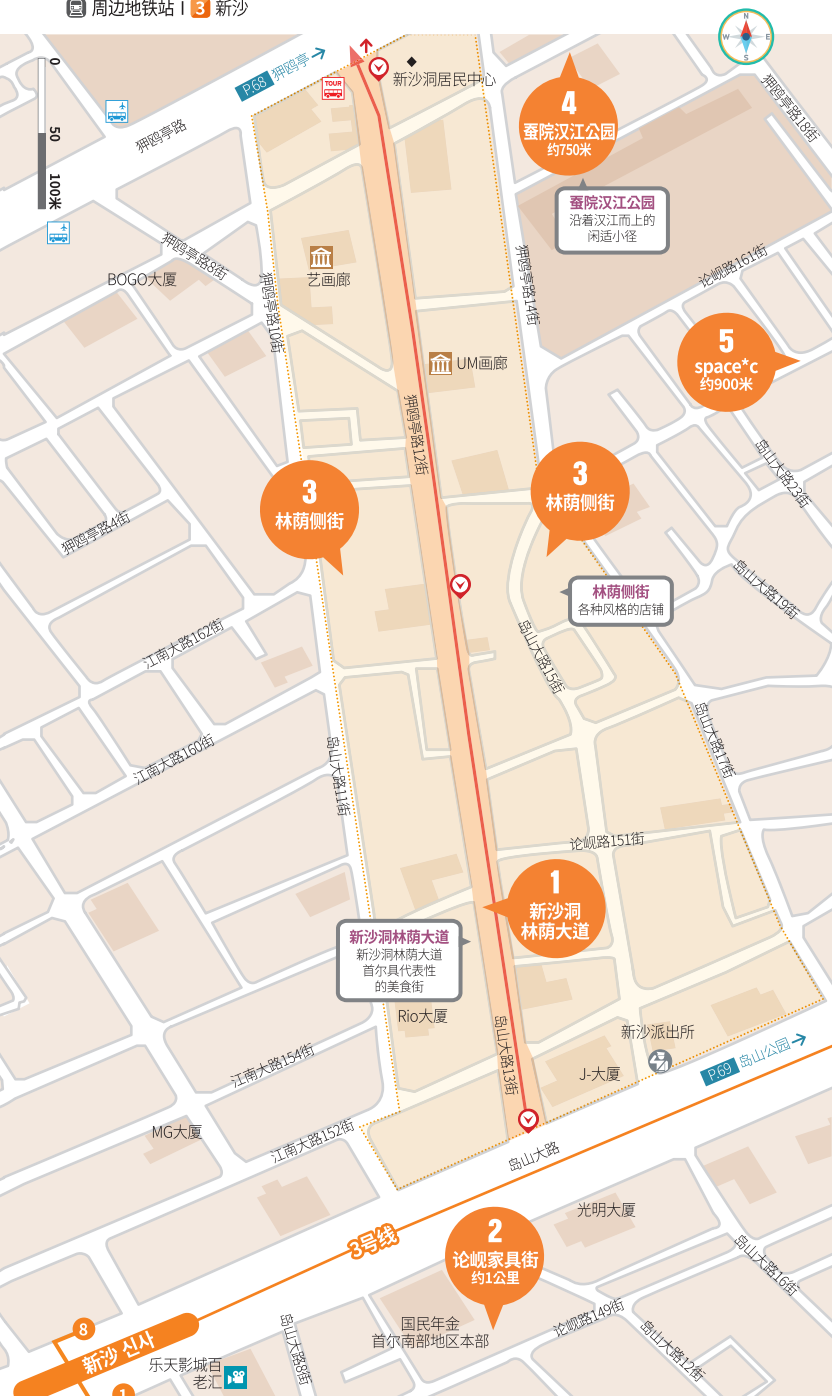 周边地铁站 I 3 新沙
N
W
E
S
0
50
100米
P.68 狎鸥亭
TOUR
新沙洞居民中心
狎鸥亭路
狎鸥亭路18街
4
蚕院汉江公园
约750米
蚕院汉江公园
沿着汉江而上的
闲适小径
狎鸥亭路8街
BOGO大厦
狎鸥亭路10街
艺画廊
狎鸥亭路14街
论岘路161街
5
space*c
约900米
UM画廊
狎鸥亭路12街
岛山大路23街
3
林荫侧街
3
林荫侧街
狎鸥亭路4街
岛山大路19街
林荫侧街
各种风格的店铺
江南大路162街
岛山大路15街
岛山大路17街
江南大路160街
岛山大路11街
论岘路151街
1
新沙洞
林荫大道
新沙洞林荫大道
新沙洞林荫大道
首尔具代表性
的美食街
Rio大厦
新沙派出所
岛山大路13街
J-大厦
P.69 岛山公园
江南大路154街
MG大厦
江南大路152街
岛山大路
光明大厦
3号线
2
论岘家具街
约1公里
岛山大路16街
国民年金
首尔南部地区本部
论岘路149街
岛山大路12街
岛山大路8街
8
新沙 신사
乐天影城百
老汇
1